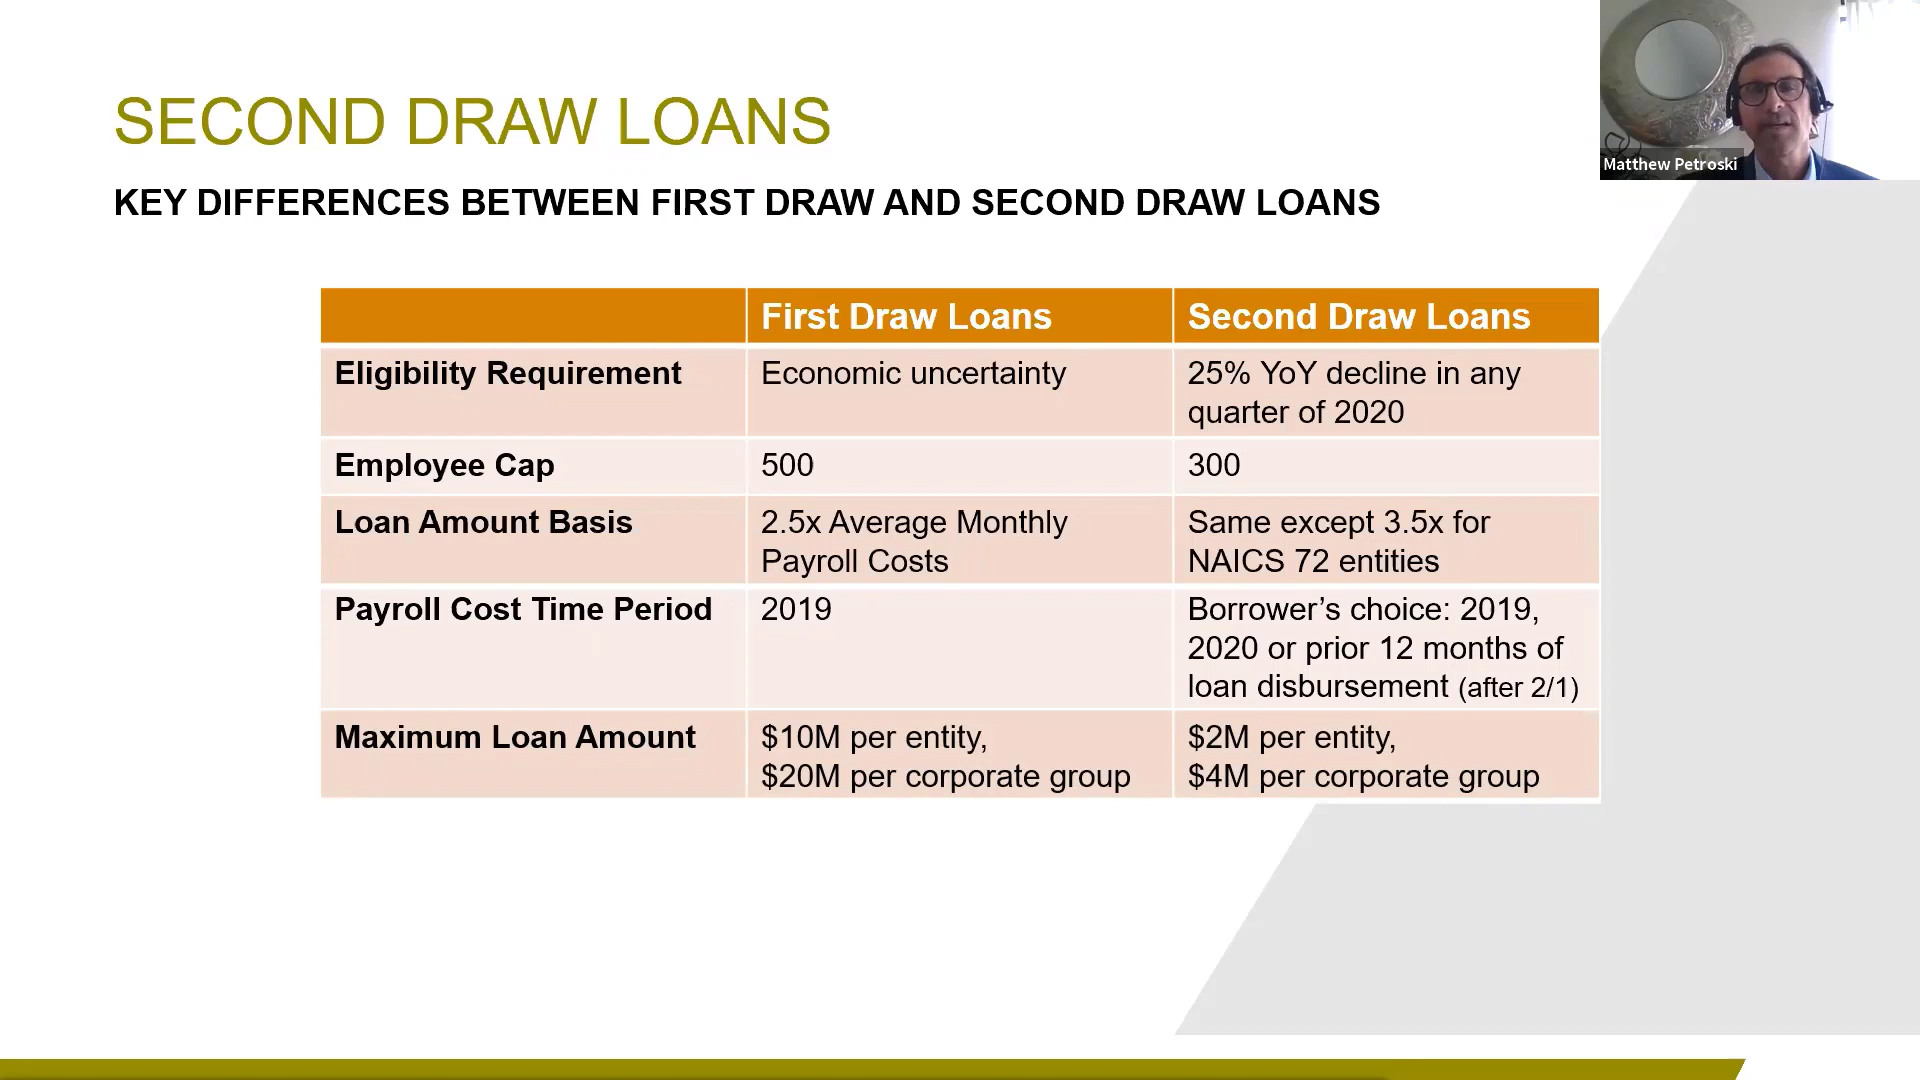 SECOND DRAW LOANS
KEY DIFFERENCES BETWEEN FIRST DRAW AND SECOND DRAW LOANS
Matthew Petroski
First Draw Loans
Second Draw Loans
Eligibility Requirement
Economic uncertainty
25% YoY decline in any
quarter of 2020
Employee Cap
500
300
Loan Amount Basis
2.5x Average Monthly
Payroll Costs
Same except 3.5x for
NAICS 72 entities
Payroll Cost Time Period
2019
Borrower’s choice: 2019,
2020 or prior 12 months of
loan disbursement (after 2/1)
Maximum Loan Amount
$10M per entity,
$20M per corporate group
$2M per entity,
$4M per corporate group